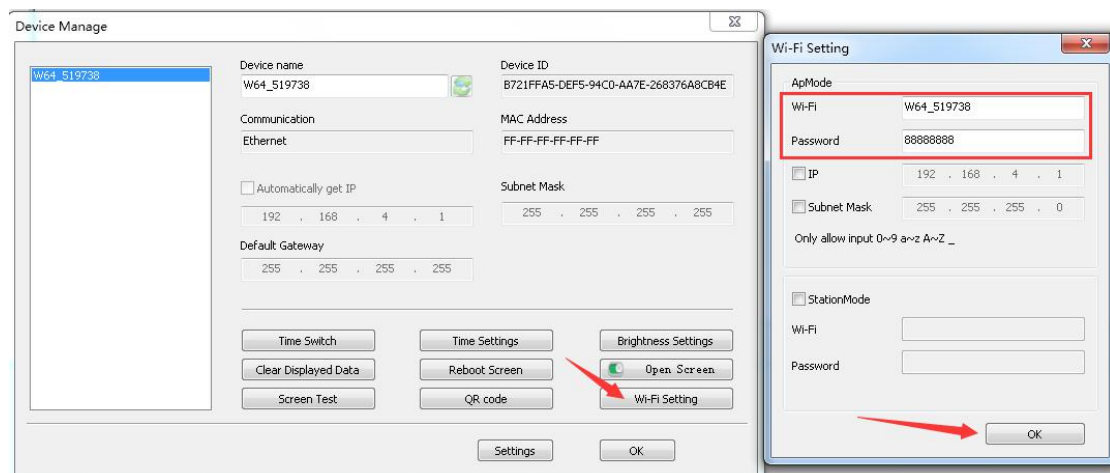 Device Manage
W64_519738
Device name
W64_519738
Device ID
B721FFA5-DEF5-94C0-AA7E-268376A8CB4E
Communication
Ethernet
MAC Address
FF-FF-FF-FF-FF-FF
Automatically get IP
192 . 168 . 4 . 1
Subnet Mask
255 . 255 . 255 . 255
Default Gateway
255 . 255 . 255 . 255
Time Switch
Time Settings
Brightness Settings
Clear Displayed Data
Reboot Screen
Open Screen
Screen Test
QR code
Wi-Fi Setting
Settings
OK
Wi-Fi Setting
ApMode
Wi-Fi
W64_519738
Password
88888888
IP
192 . 168 . 4 . 1
Subnet Mask
255 . 255 . 255 . 0
Only allow input 0~9 a~z A~Z _
StationMode
Wi-Fi
Password
OK